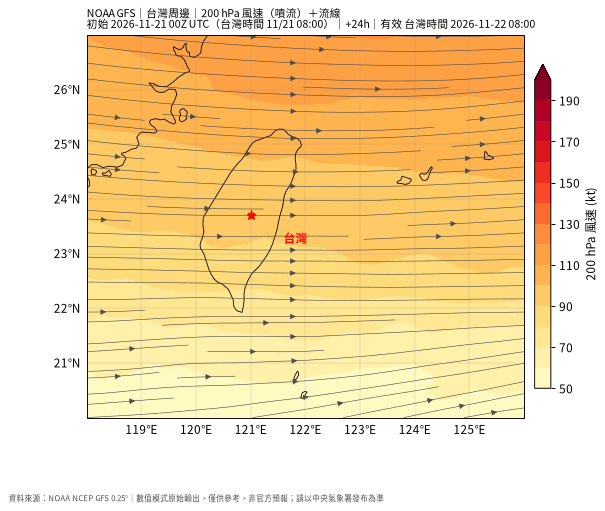 NOAA GFS｜台灣周邊｜200 hPa 風速（噴流）＋流線
初始 2026-11-21 00Z UTC（台灣時間 11/21 08:00）｜+24h｜有效 台灣時間 2026-11-22 08:00
26°N
25°N
24°N
23°N
22°N
21°N
119°E 120°E 121°E 122°E 123°E 124°E 125°E
台灣
190
170
150
130
110
90
70
50
200 hPa 風速 (kt)
資料來源：NOAA NCEP GFS 0.25°｜數值模式原始輸出，僅供參考，非官方預報；請以中央氣象署發布為準